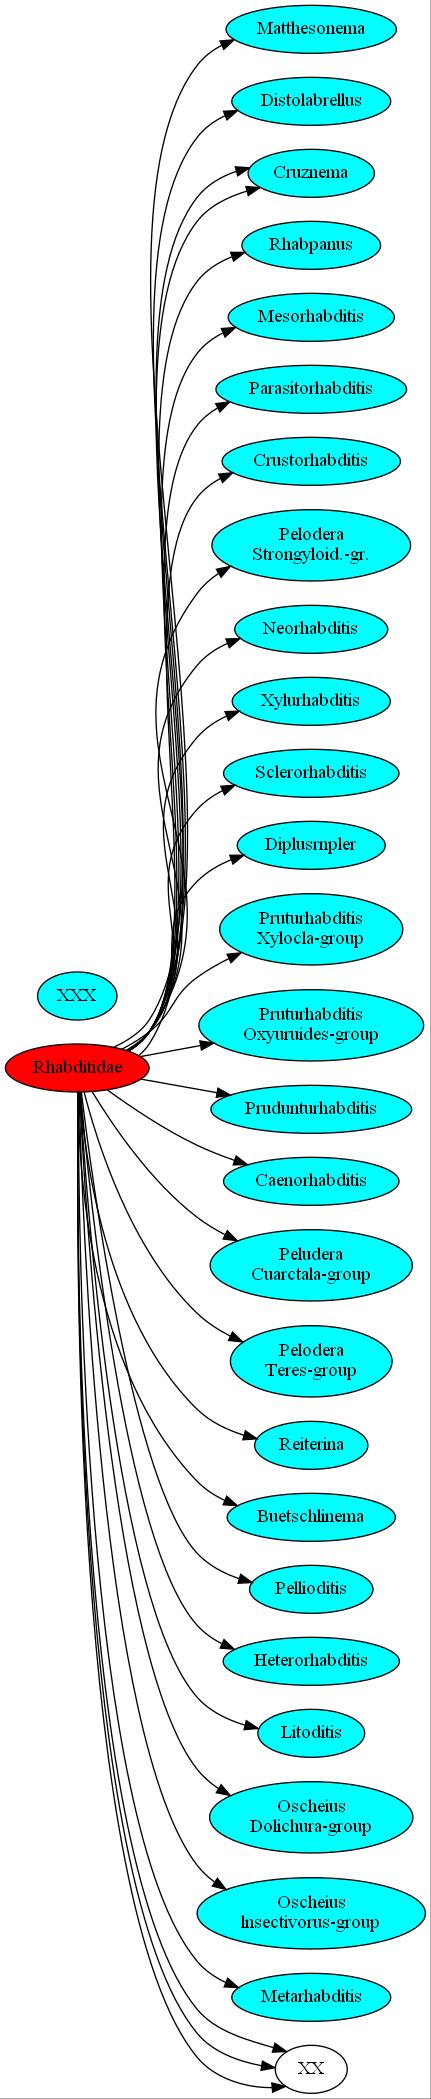 Matthesonema
Distolabrellus
Cruznema
Rhabpanus
Mesorhabditis
Parasitorhabditis
Crustorhabditis
Pelodera
Strongyloid.-gr.
Neorhabditis
Xylurhabditis
Sclerorhabditis
Diplusrnpler
Pruturhabditis
Xylocla-group
XXX
Pruturhabditis
Oxyuruides-group
Rhabditidae
Prudunturhabditis
Caenorhabditis
Peludera
Cuarctala-group
Pelodera
Teres-group
Reiterina
Buetschlinema
Pellioditis
Heterorhabditis
Litoditis
Oscheius
Dolichura-group
Oscheius
lnsectivorus-group
Metarhabditis
XX